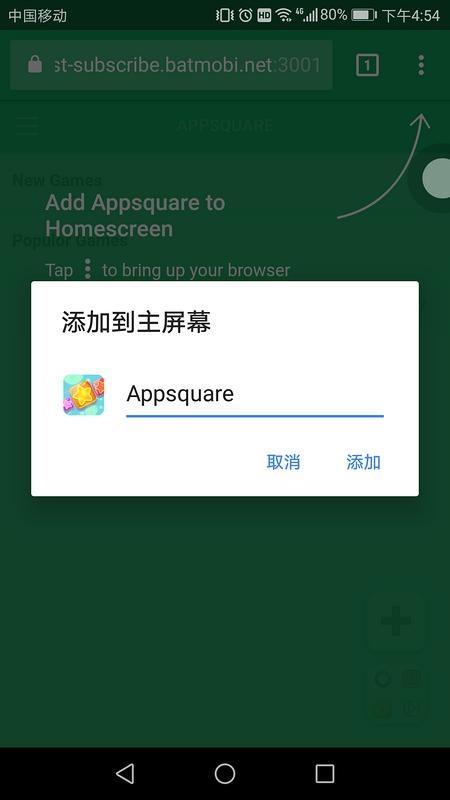 中国移动
HD 4G 80% 下午4:54
st-subscribe.batmobi.net:3001
1
APPSQUARE
New Games
Add Appsquare to
Homescreen
Popular Games
Tap
to bring up your browser
添加到主屏幕
Appsquare
取消
添加